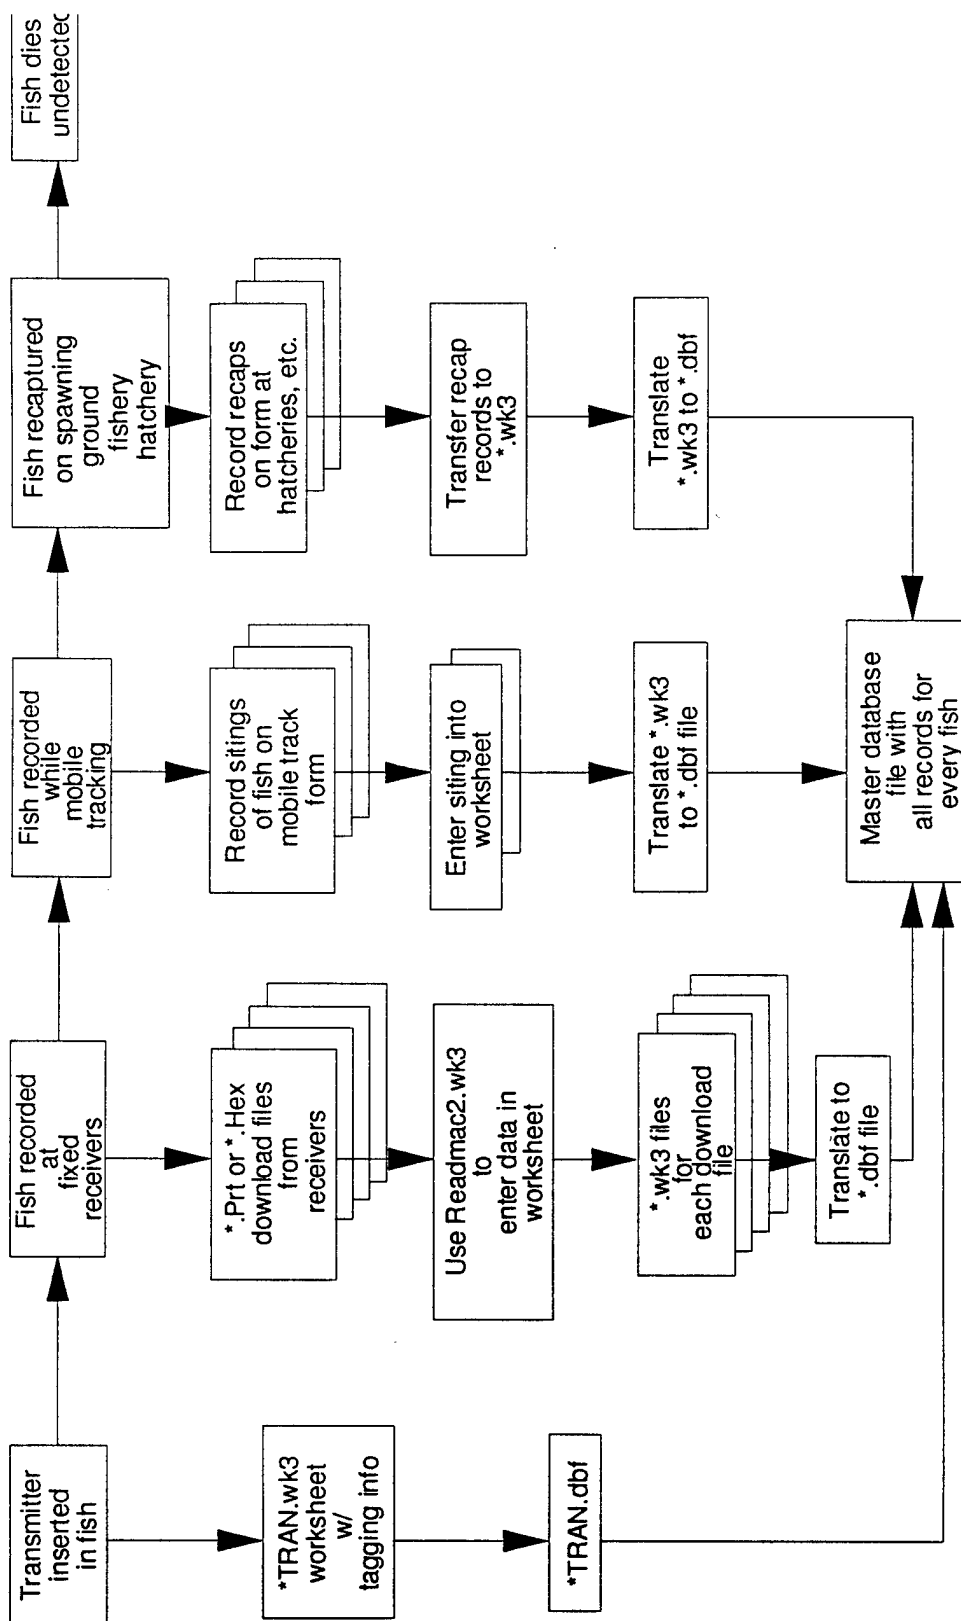 Transmitter
inserted
in fish
Fish recorded
at
fixed
receivers
Fish recorded
while
mobile
tracking
Fish recaptured
on spawning
ground
fishery
hatchery
Fish dies
undetected
*TRAN.wk3
worksheet
w/
tagging info
*.Prt or *.Hex
download files
from
receivers
Record sitings
of fish on
mobile track
form
Record recaps
on form at
hatcheries, etc.
Use Readmac2.wk3
to
enter data in
worksheet
Enter siting into
worksheet
Transfer recap
records to
*.wk3
*TRAN.dbf
*.wk3 files
for
each download
file
Translate *.wk3
to *.dbf file
Translate
*.wk3 to *.dbf
Translate to
*.dbf file
Master database
file with
all records for
every fish